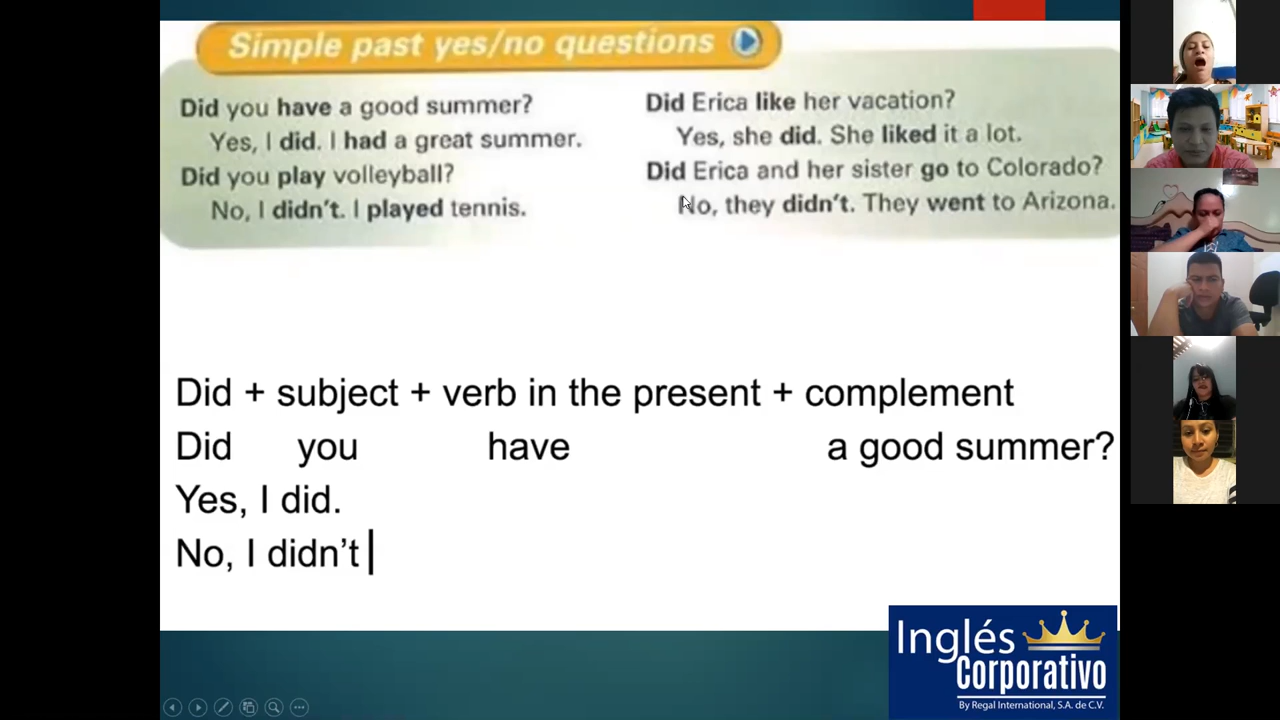 Simple past yes/no questions
Did you have a good summer?
Yes, I did. I had a great summer.
Did you play volleyball?
No, I didn't. I played tennis.
Did Erica like her vacation?
Yes, she did. She liked it a lot.
Did Erica and her sister go to Colorado?
No, they didn't. They went to Arizona.
Did + subject + verb in the present + complement
Did you have a good summer?
Yes, I did.
No, I didn’t
Inglés
Corporativo
By Regal International, S.A. de C.V.